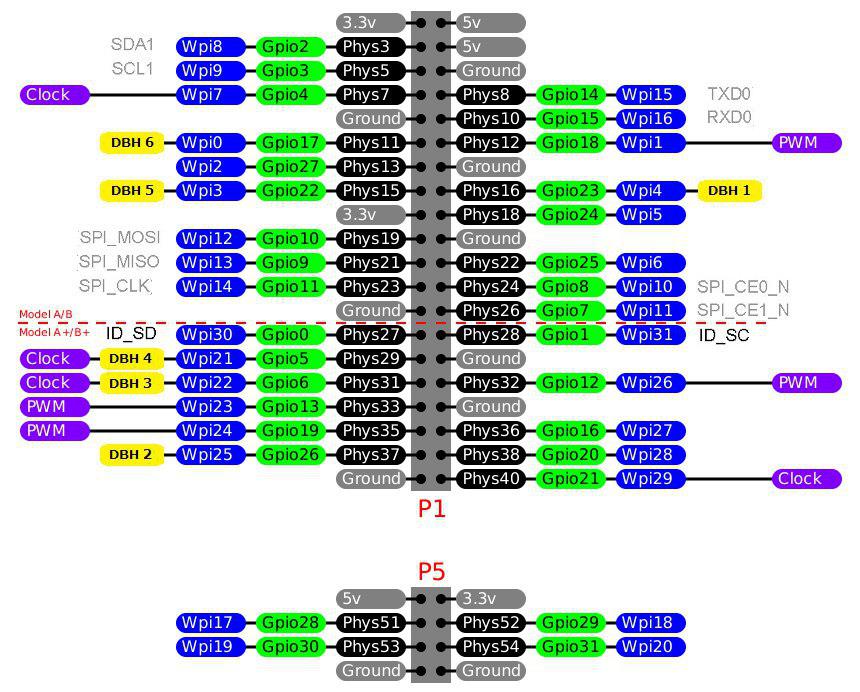 3.3v 5v
SDA1 Wpi8 Gpio2 Phys3 5v
SCL1 Wpi9 Gpio3 Phys5 Ground
Clock Wpi7 Gpio4 Phys7 Phys8 Gpio14 Wpi15 TXD0
Ground Phys10 Gpio15 Wpi16 RXD0
DBH 6 Wpi0 Gpio17 Phys11 Phys12 Gpio18 Wpi1 PWM
Wpi2 Gpio27 Phys13 Ground
DBH 5 Wpi3 Gpio22 Phys15 Phys16 Gpio23 Wpi4 DBH 1
3.3v Phys18 Gpio24 Wpi5
SPI_MOSI Wpi12 Gpio10 Phys19 Ground
SPI_MISO Wpi13 Gpio9 Phys21 Phys22 Gpio25 Wpi6
SPI_CLK Wpi14 Gpio11 Phys23 Phys24 Gpio8 Wpi10 SPI_CE0_N
Ground Phys26 Gpio7 Wpi11 SPI_CE1_N
Model A/B
Model A+/B+
ID_SD Wpi30 Gpio0 Phys27 Phys28 Gpio1 Wpi31 ID_SC
Clock DBH 4 Wpi21 Gpio5 Phys29 Ground
Clock DBH 3 Wpi22 Gpio6 Phys31 Phys32 Gpio12 Wpi26 PWM
PWM Wpi23 Gpio13 Phys33 Ground
PWM Wpi24 Gpio19 Phys35 Phys36 Gpio16 Wpi27
DBH 2 Wpi25 Gpio26 Phys37 Phys38 Gpio20 Wpi28
Ground Phys40 Gpio21 Wpi29 Clock
P1
P5
5v 3.3v
Wpi17 Gpio28 Phys51 Phys52 Gpio29 Wpi18
Wpi19 Gpio30 Phys53 Phys54 Gpio31 Wpi20
Ground Ground